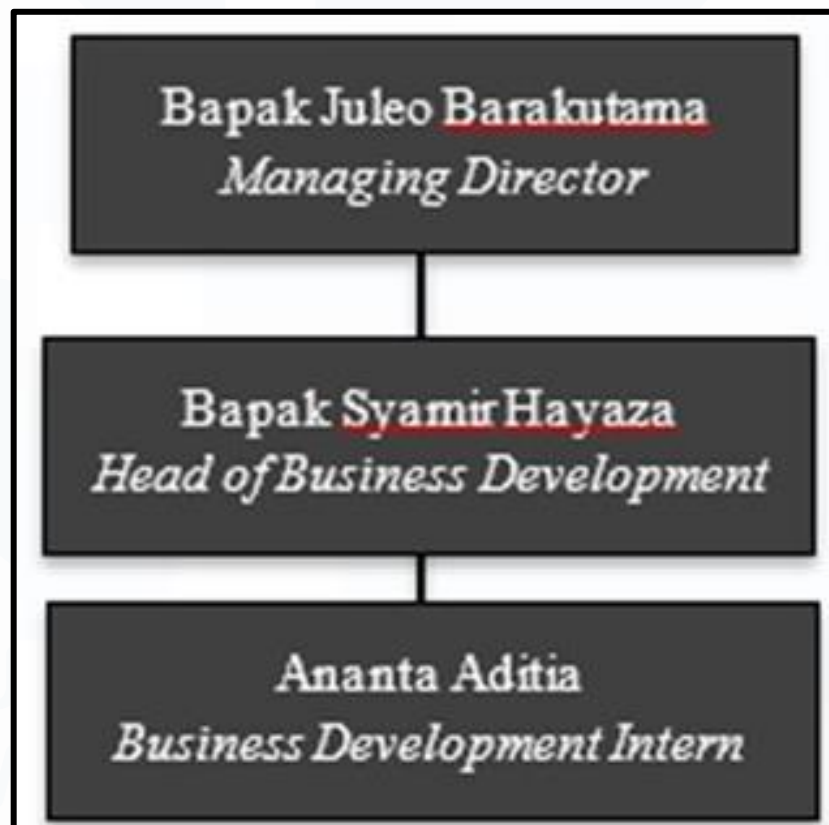 Bapak Juleo Barakutama
Managing Director
Bapak Syamir Hayaza
Head of Business Development
Ananta Aditia
Business Development Intern